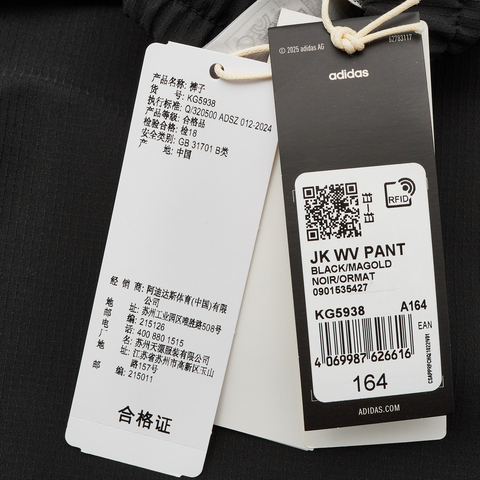 产品名称: 裤子
货 号: KG5938
执行标准: Q/320500 ADSZ 012-2024
产品等级: 合格品
检验合格: 检18
安全类别: GB 31701 B类
产 地: 中国
经 销 商: 阿迪达斯体育(中国)有限
公司
地 址: 苏州工业园区唯胜路508号
邮 编: 215126
电 话: 400 880 1515
厂 名: 苏州天源服装有限公司
地 址: 江苏省苏州市高新区玉山
路157号
邮 编: 215011
合格证
© 2025 adidas AG
62703117
adidas
RFID
JK WV PANT
BLACK/MAGOLD
NOIR/ORMAT
0901535427
KG5938 A164
EAN
4 069987 626616
164
ADIDAS.COM